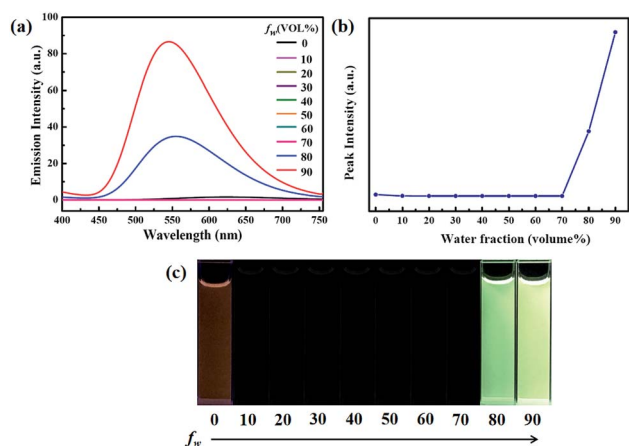 (a)
100
80
60
40
20
0
Emission Intensity (a.u.)
400 450 500 550 600 650 700 750
Wavelength (nm)
fw(VOL%)
0
10
20
30
40
50
60
70
80
90
(b)
Peak Intensity (a.u.)
0 10 20 30 40 50 60 70 80 90
Water fraction (volume%)
(c)
0 10 20 30 40 50 60 70 80 90
fw